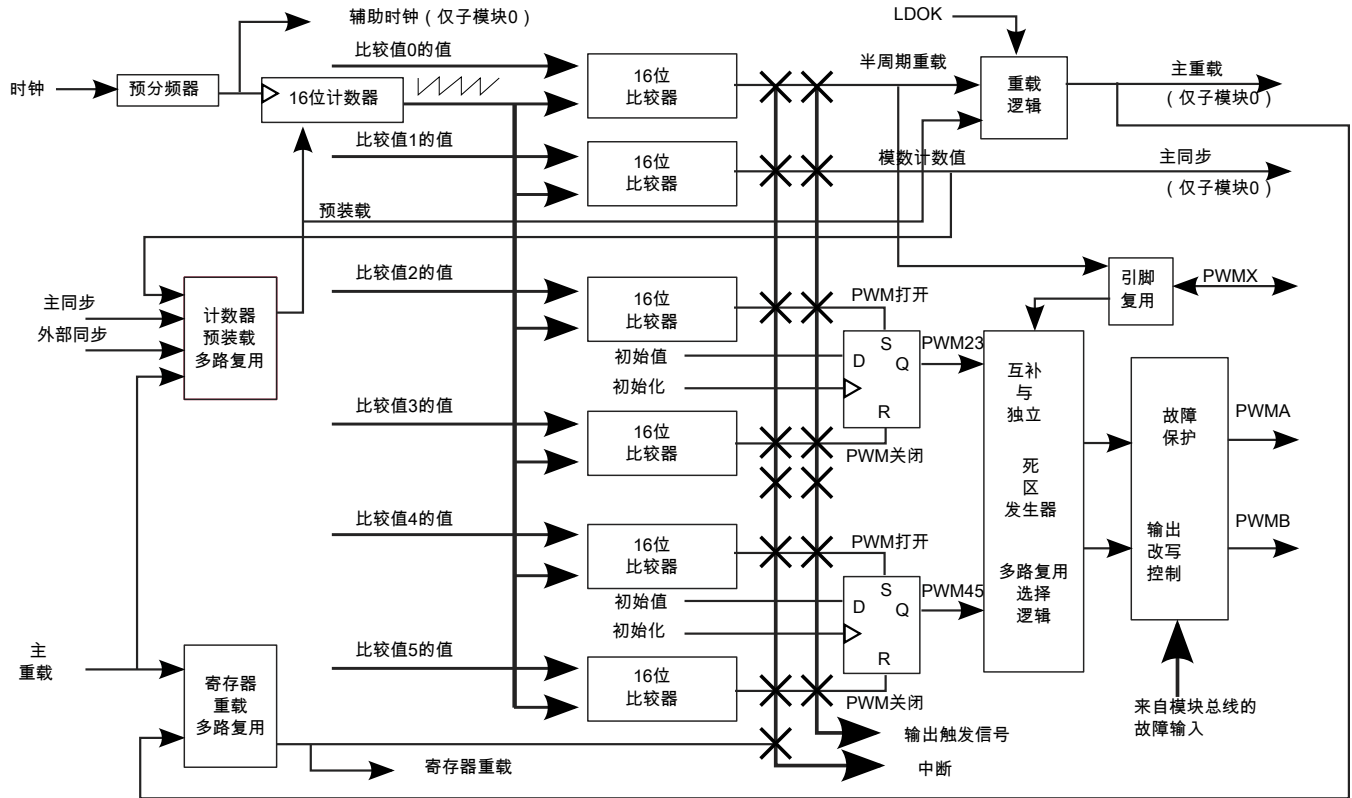 辅助时钟（仅子模块0）
LDOK
比较值0的值
时钟
预分频器
16位计数器
16位
比较器
半周期重载
重载
逻辑
主重载
（仅子模块0）
比较值1的值
16位
比较器
模数计数值
主同步
（仅子模块0）
预装载
主同步
外部同步
计数器
预装载
多路复用
比较值2的值
16位
比较器
PWM打开
引脚
复用
PWMX
初始值
初始化
D
S
Q
R
PWM23
比较值3的值
16位
比较器
PWM关闭
互补
与
独立
死
区
发生器
多路复用
选择
逻辑
故障
保护
输出
改写
控制
PWMA
PWMB
比较值4的值
16位
比较器
PWM打开
初始值
初始化
D
S
Q
R
PWM45
比较值5的值
16位
比较器
PWM关闭
主
重载
寄存器
重载
多路复用
寄存器重载
输出触发信号
中断
来自模块总线的
故障输入